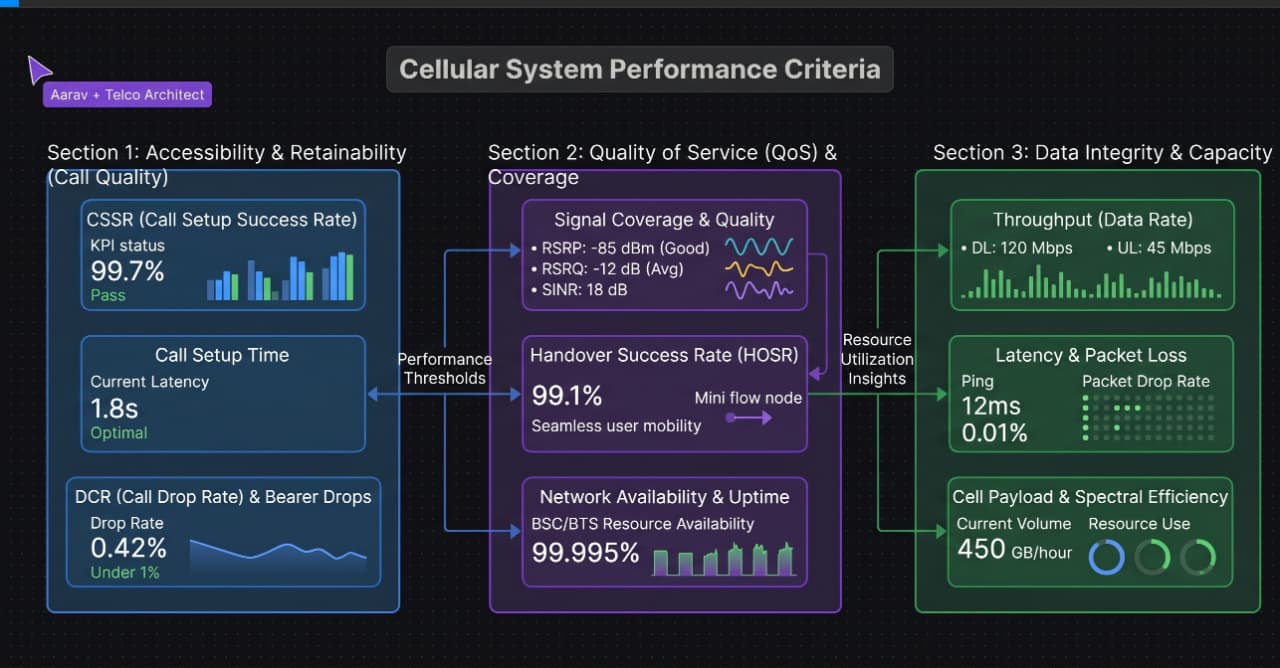 Cellular System Performance Criteria
Aarav + Telco Architect
Section 1: Accessibility & Retainability
(Call Quality)
CSSR (Call Setup Success Rate)
KPI status
99.7%
Pass
Call Setup Time
Current Latency
1.8s
Optimal
DCR (Call Drop Rate) & Bearer Drops
Drop Rate
0.42%
Under 1%
Performance
Thresholds
Section 2: Quality of Service (QoS) &
Coverage
Signal Coverage & Quality
• RSRP: -85 dBm (Good)
• RSRQ: -12 dB (Avg)
• SINR: 18 dB
Handover Success Rate (HOSR)
99.1%
Mini flow node
Seamless user mobility
Network Availability & Uptime
BSC/BTS Resource Availability
99.995%
Resource
Utilization
Insights
Section 3: Data Integrity & Capacity
Throughput (Data Rate)
• DL: 120 Mbps • UL: 45 Mbps
Latency & Packet Loss
Ping
12ms
0.01%
Packet Drop Rate
Cell Payload & Spectral Efficiency
Current Volume
450 GB/hour
Resource Use